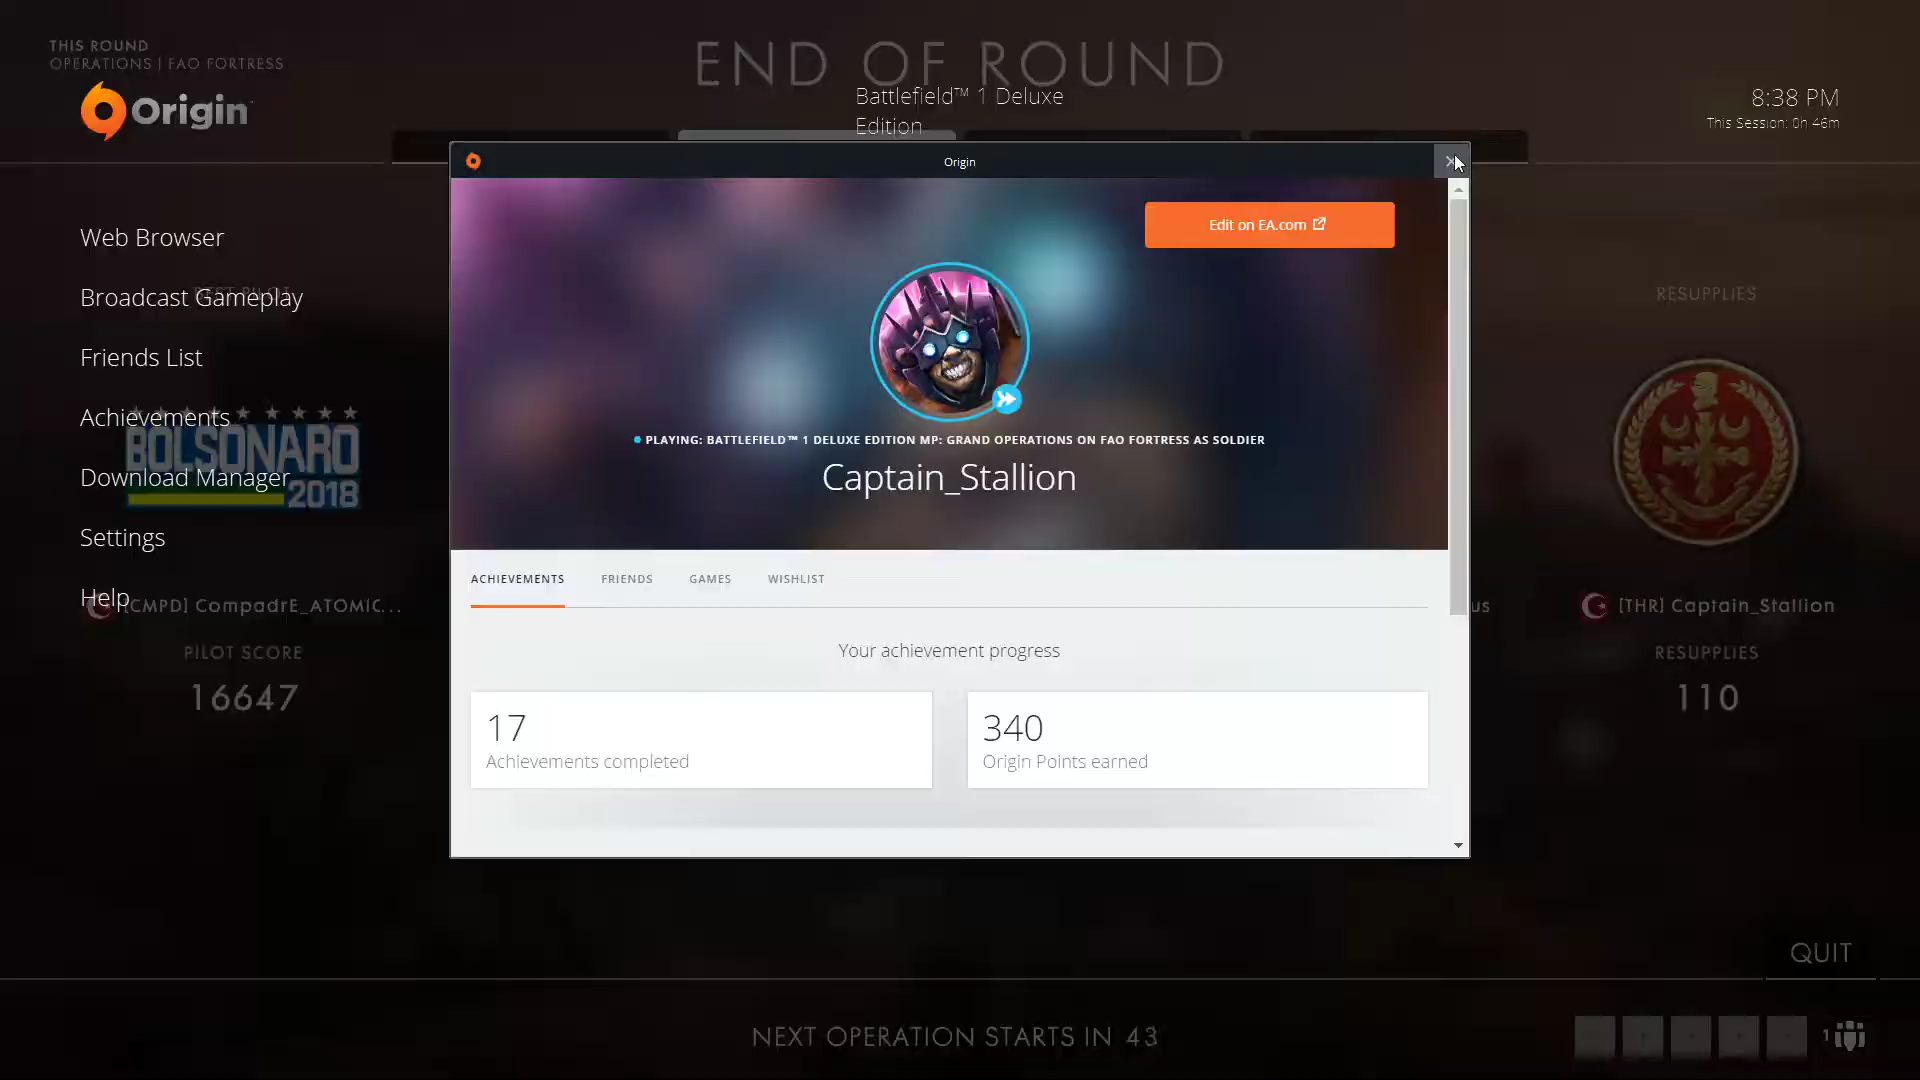 THIS ROUND
OPERATIONS | FAO FORTRESS
END OF ROUND
Origin
Battlefield™ 1 Deluxe
Edition
8:38 PM
This Session: 0h 46m
Origin
Web Browser
Broadcast Gameplay
Friends List
Achievements
Download Manager
Settings
Help
BEST PILOT
BOLSONARO
2018
[CMPD] CompadrE_ATOMIC...
PILOT SCORE
16647
Edit on EA.com
PLAYING: BATTLEFIELD™ 1 DELUXE EDITION MP: GRAND OPERATIONS ON FAO FORTRESS AS SOLDIER
Captain_Stallion
ACHIEVEMENTS FRIENDS GAMES WISHLIST
Your achievement progress
17
Achievements completed
340
Origin Points earned
us
RESUPPLIES
[THR] Captain_Stallion
RESUPPLIES
110
QUIT
NEXT OPERATION STARTS IN 43
1